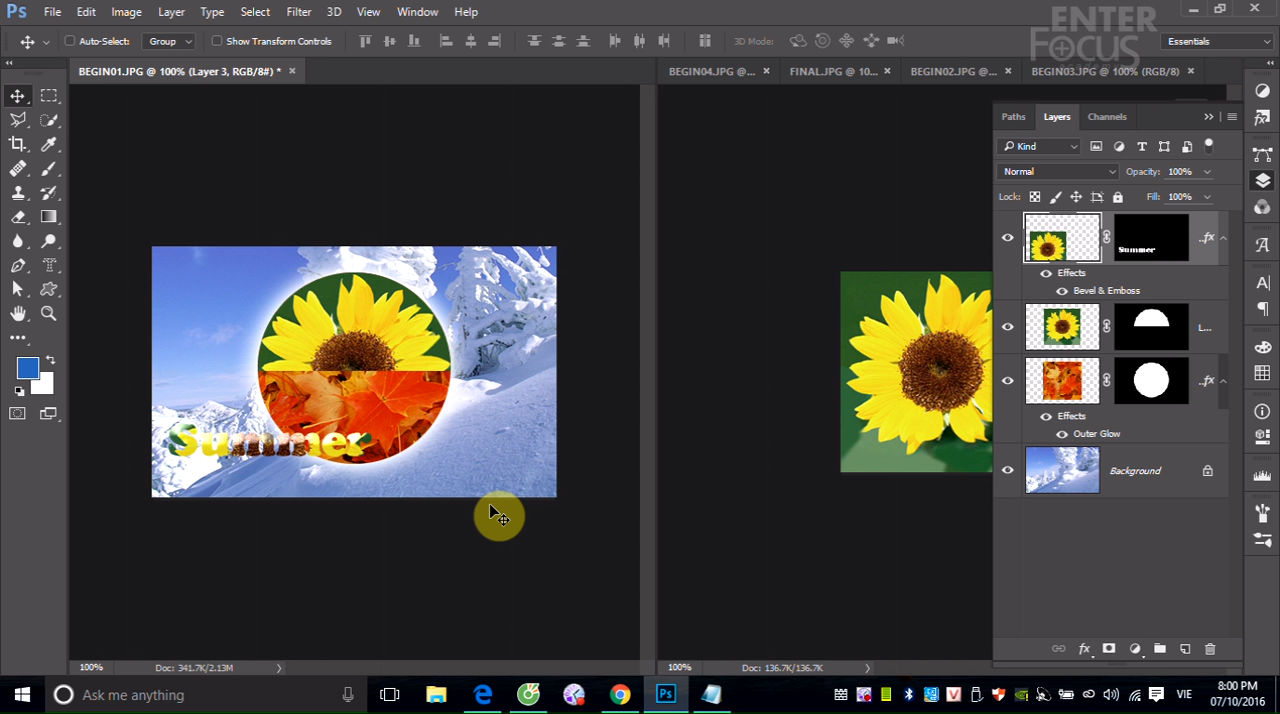 Ps File Edit Image Layer Type Select Filter 3D View Window Help
ENTER
Focus
Auto-Select: Group Show Transform Controls 3D Mode: Essentials
BEGIN01.JPG @ 100% (Layer 3, RGB/8#) * × BEGIN04.JPG @... × FINAL.JPG @ 10... × BEGIN02.JPG @... × BEGIN03.JPG @ 100% (RGB/8) ×
Paths Layers Channels
Kind
Normal Opacity: 100%
Lock: Fill: 100%
Summer
Effects
Bevel & Emboss
L...
Effects
Outer Glow
Background
Summer
100% Doc: 341.7K/2.13M 100% Doc: 136.7K/136.7K
Ask me anything
VIE
8:00 PM
07/10/2016